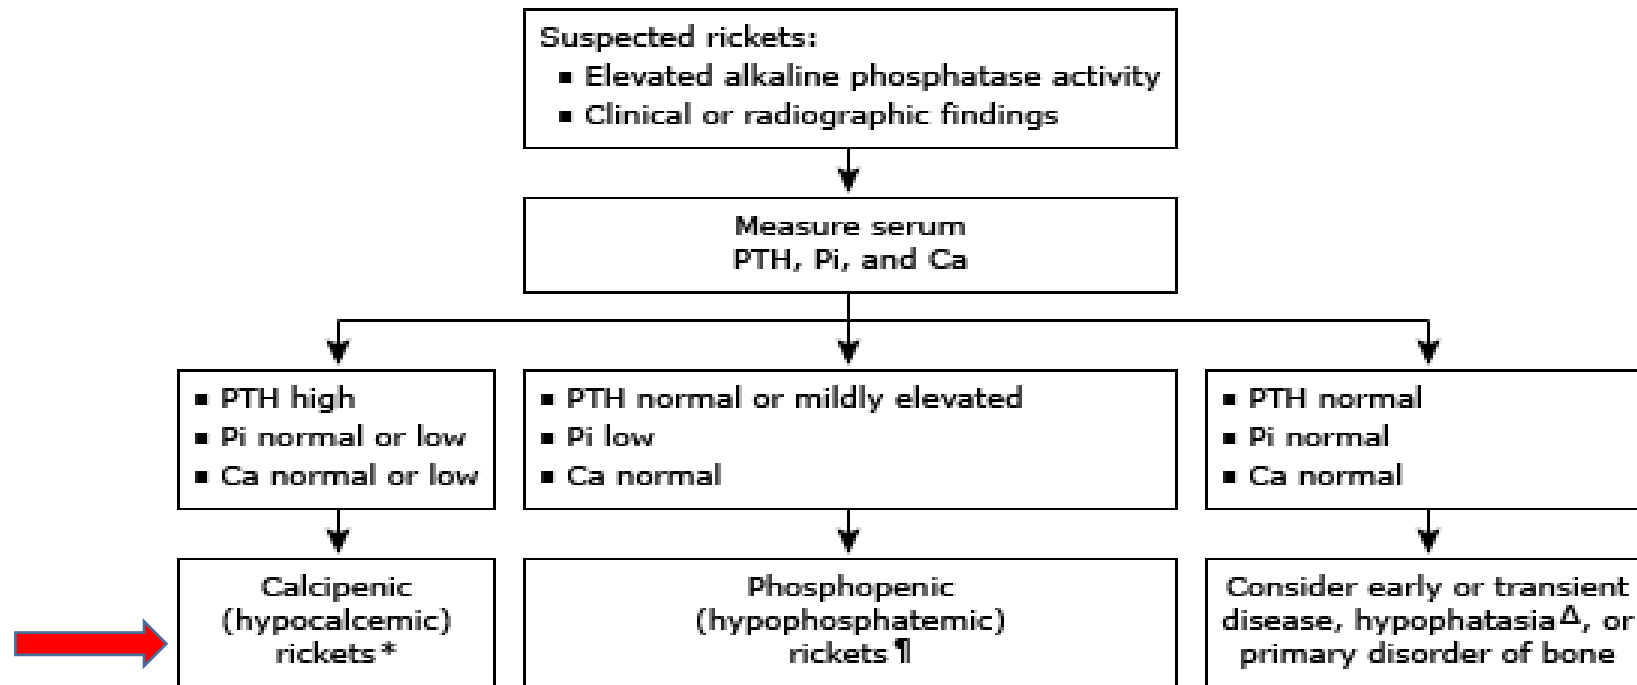 Suspected rickets:
▪ Elevated alkaline phosphatase activity
▪ Clinical or radiographic findings
Measure serum
PTH, Pi, and Ca
▪ PTH high
▪ Pi normal or low
▪ Ca normal or low
▪ PTH normal or mildly elevated
▪ Pi low
▪ Ca normal
▪ PTH normal
▪ Pi normal
▪ Ca normal
Calcipenic
(hypocalcemic)
rickets*
Phosphopenic
(hypophosphatemic)
rickets¶
Consider early or transient
disease, hypophatasiaΔ, or
primary disorder of bone